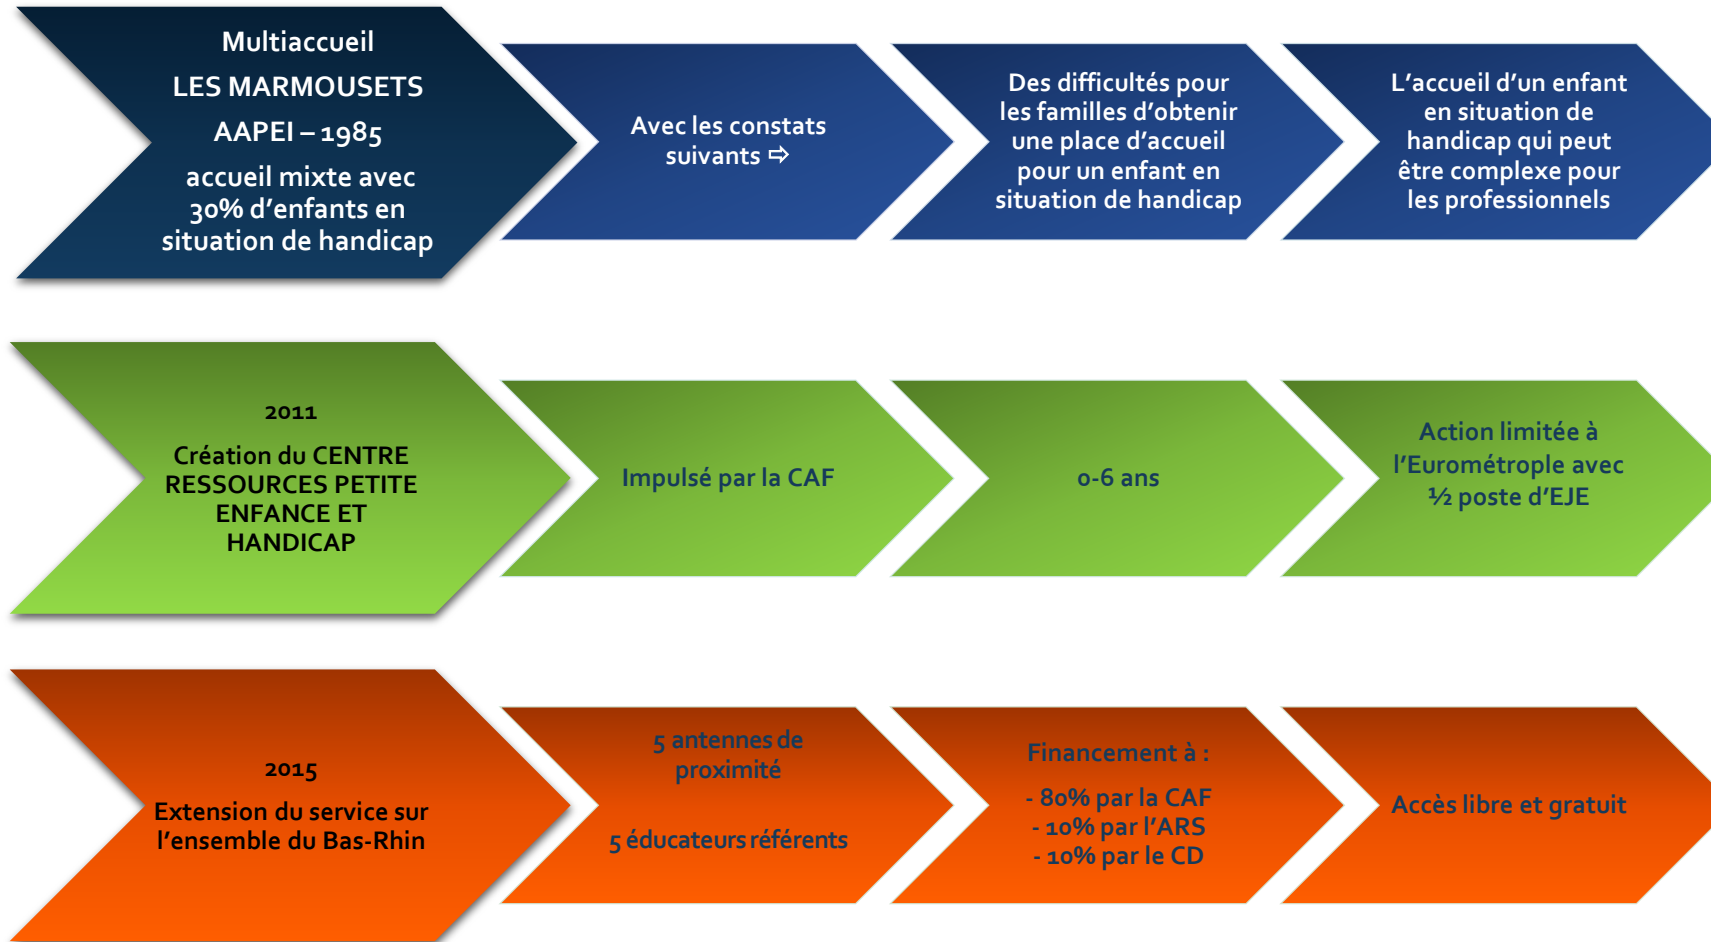 Multiaccueil
LES MARMOUSETS
AAPEI – 1985
accueil mixte avec
30% d’enfants en
situation de handicap
Avec les constats
suivants ⇨
Des difficultés pour
les familles d’obtenir
une place d’accueil
pour un enfant en
situation de handicap
L’accueil d’un enfant
en situation de
handicap qui peut
être complexe pour
les professionnels
2011
Création du CENTRE
RESSOURCES PETITE
ENFANCE ET
HANDICAP
Impulsé par la CAF
0-6 ans
Action limitée à
l’Eurométrople avec
½ poste d’EJE
2015
Extension du service sur
l’ensemble du Bas-Rhin
5 antennes de
proximité
5 éducateurs référents
Financement à :
- 80% par la CAF
- 10% par l’ARS
- 10% par le CD
Accès libre et gratuit